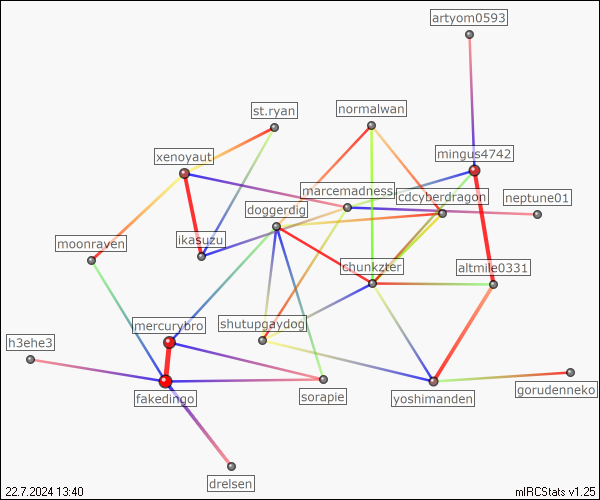 artyom0593
st.ryan
normalwan
xenoyaut
mingus4742
marcemadness
cdcyberdragon
neptune01
doggerdig
moonraven
ikasuzu
chunkzter
altmile0331
mercurybro
shutupgaydog
h3ehe3
fakedingo
sorapie
yoshimanden
gorudenneko
drelsen
22.7.2024 13:40
mIRCStats v1.25